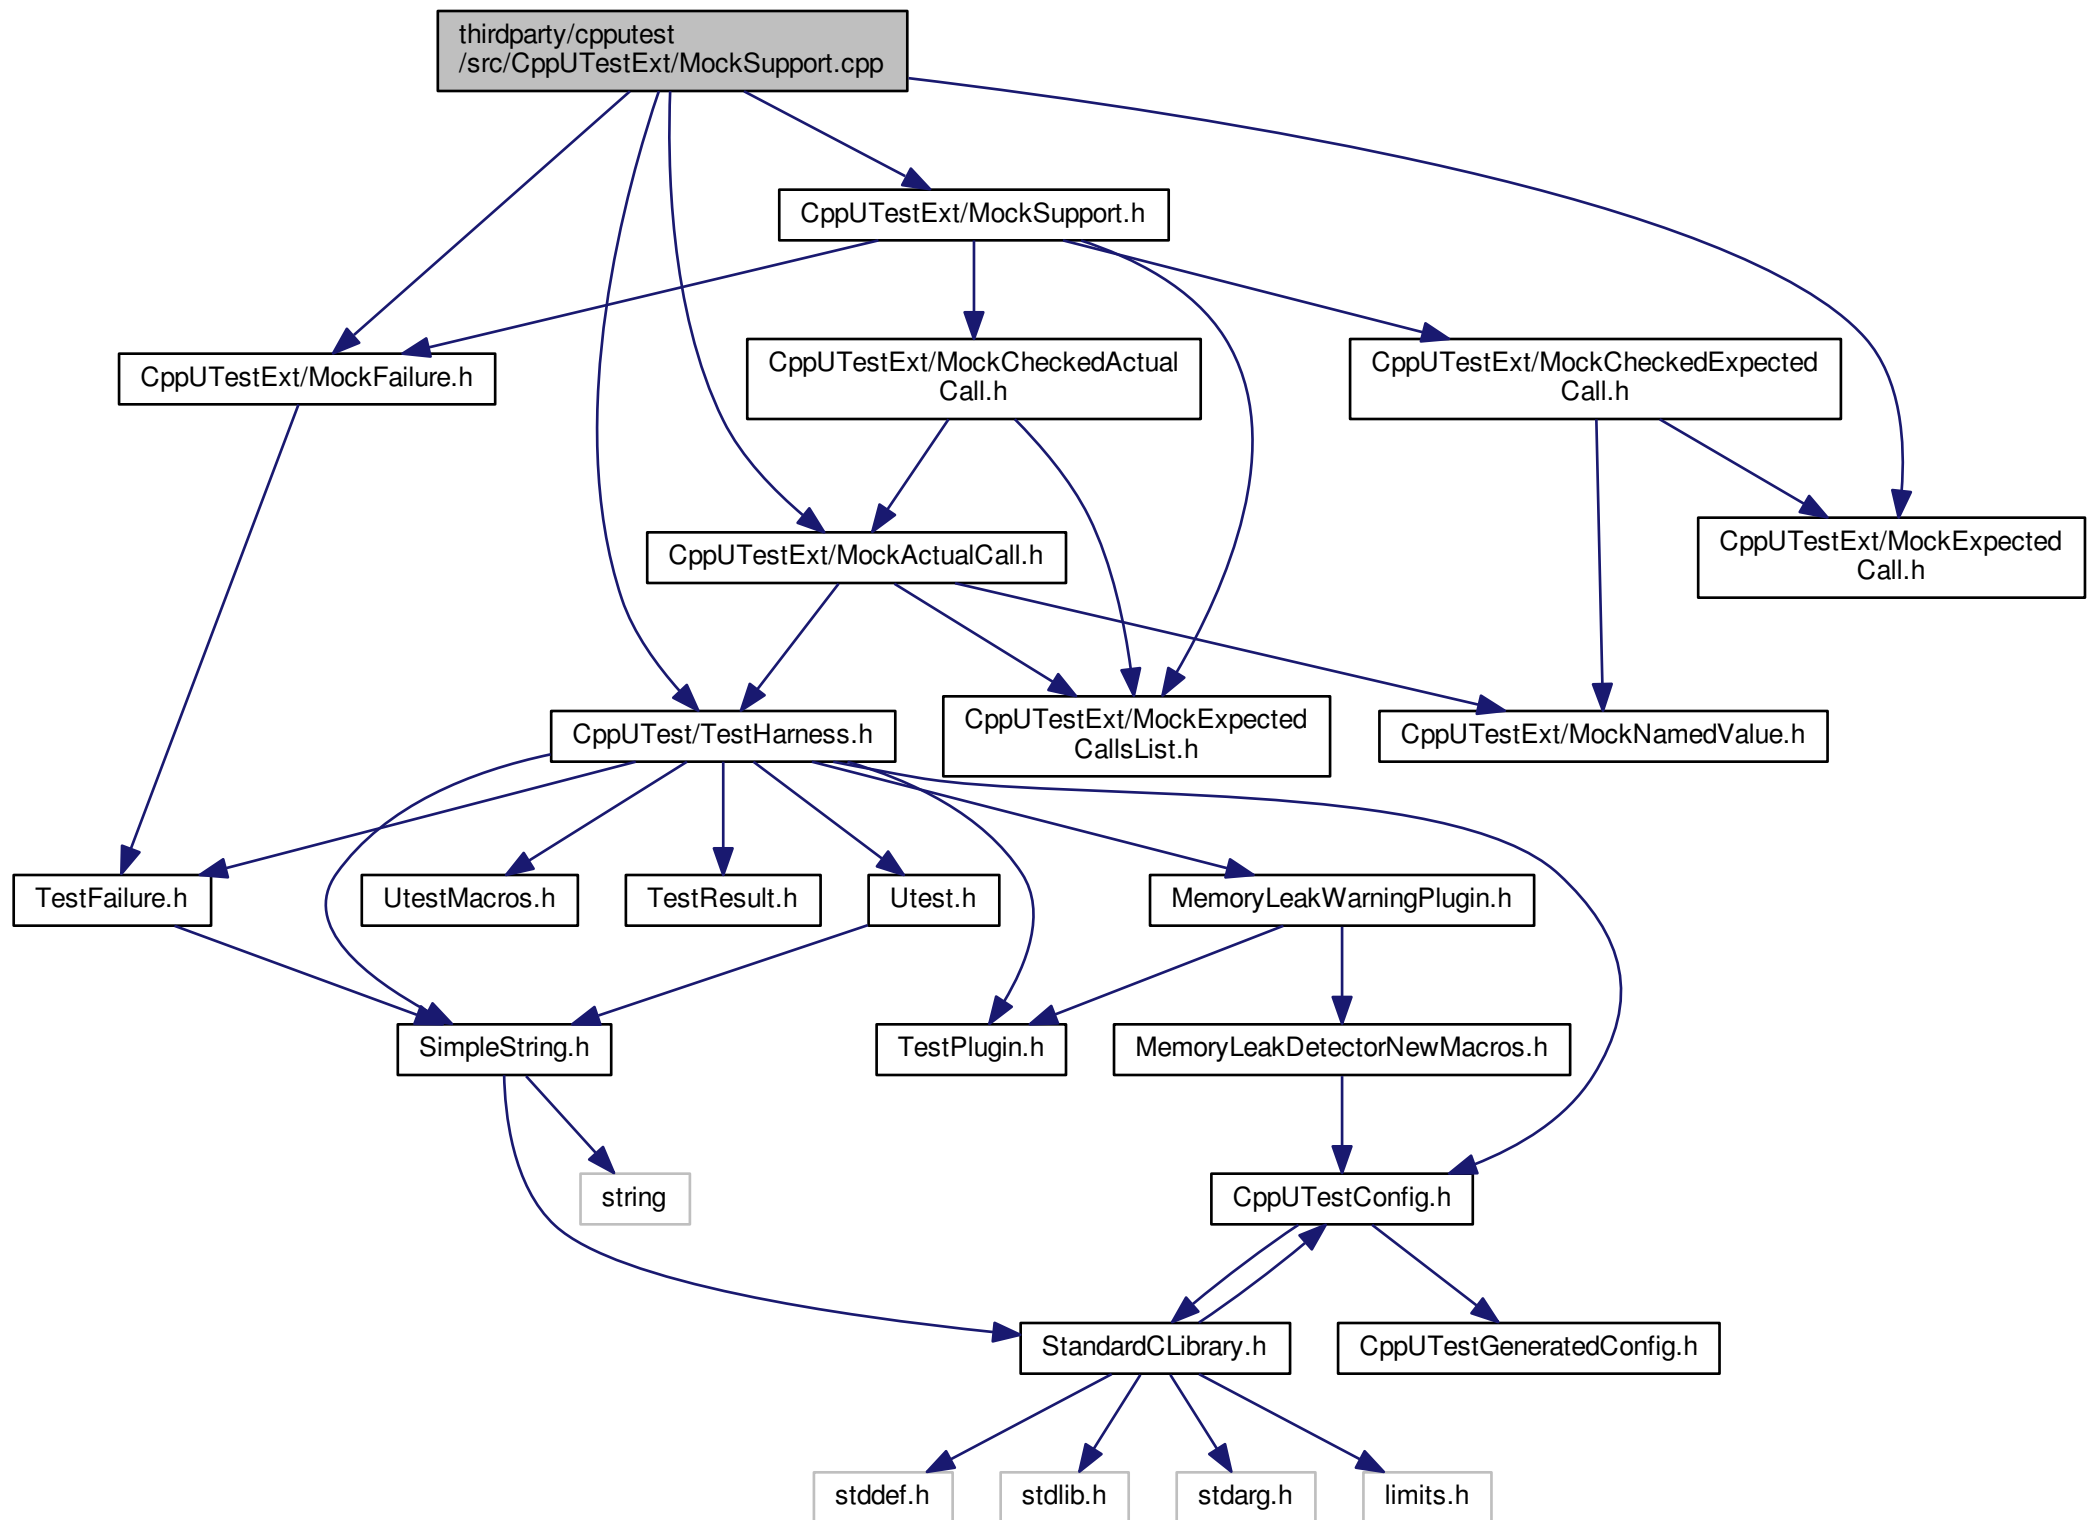 thirdparty/cpputest
/src/CppUTestExt/MockSupport.cpp
CppUTestExt/MockSupport.h
CppUTestExt/MockFailure.h
CppUTestExt/MockCheckedActual
Call.h
CppUTestExt/MockCheckedExpected
Call.h
CppUTestExt/MockActualCall.h
CppUTestExt/MockExpected
Call.h
CppUTest/TestHarness.h
CppUTestExt/MockExpected
CallsList.h
CppUTestExt/MockNamedValue.h
TestFailure.h
UtestMacros.h
TestResult.h
Utest.h
MemoryLeakWarningPlugin.h
SimpleString.h
TestPlugin.h
MemoryLeakDetectorNewMacros.h
string
CppUTestConfig.h
StandardCLibrary.h
CppUTestGeneratedConfig.h
stddef.h
stdlib.h
stdarg.h
limits.h